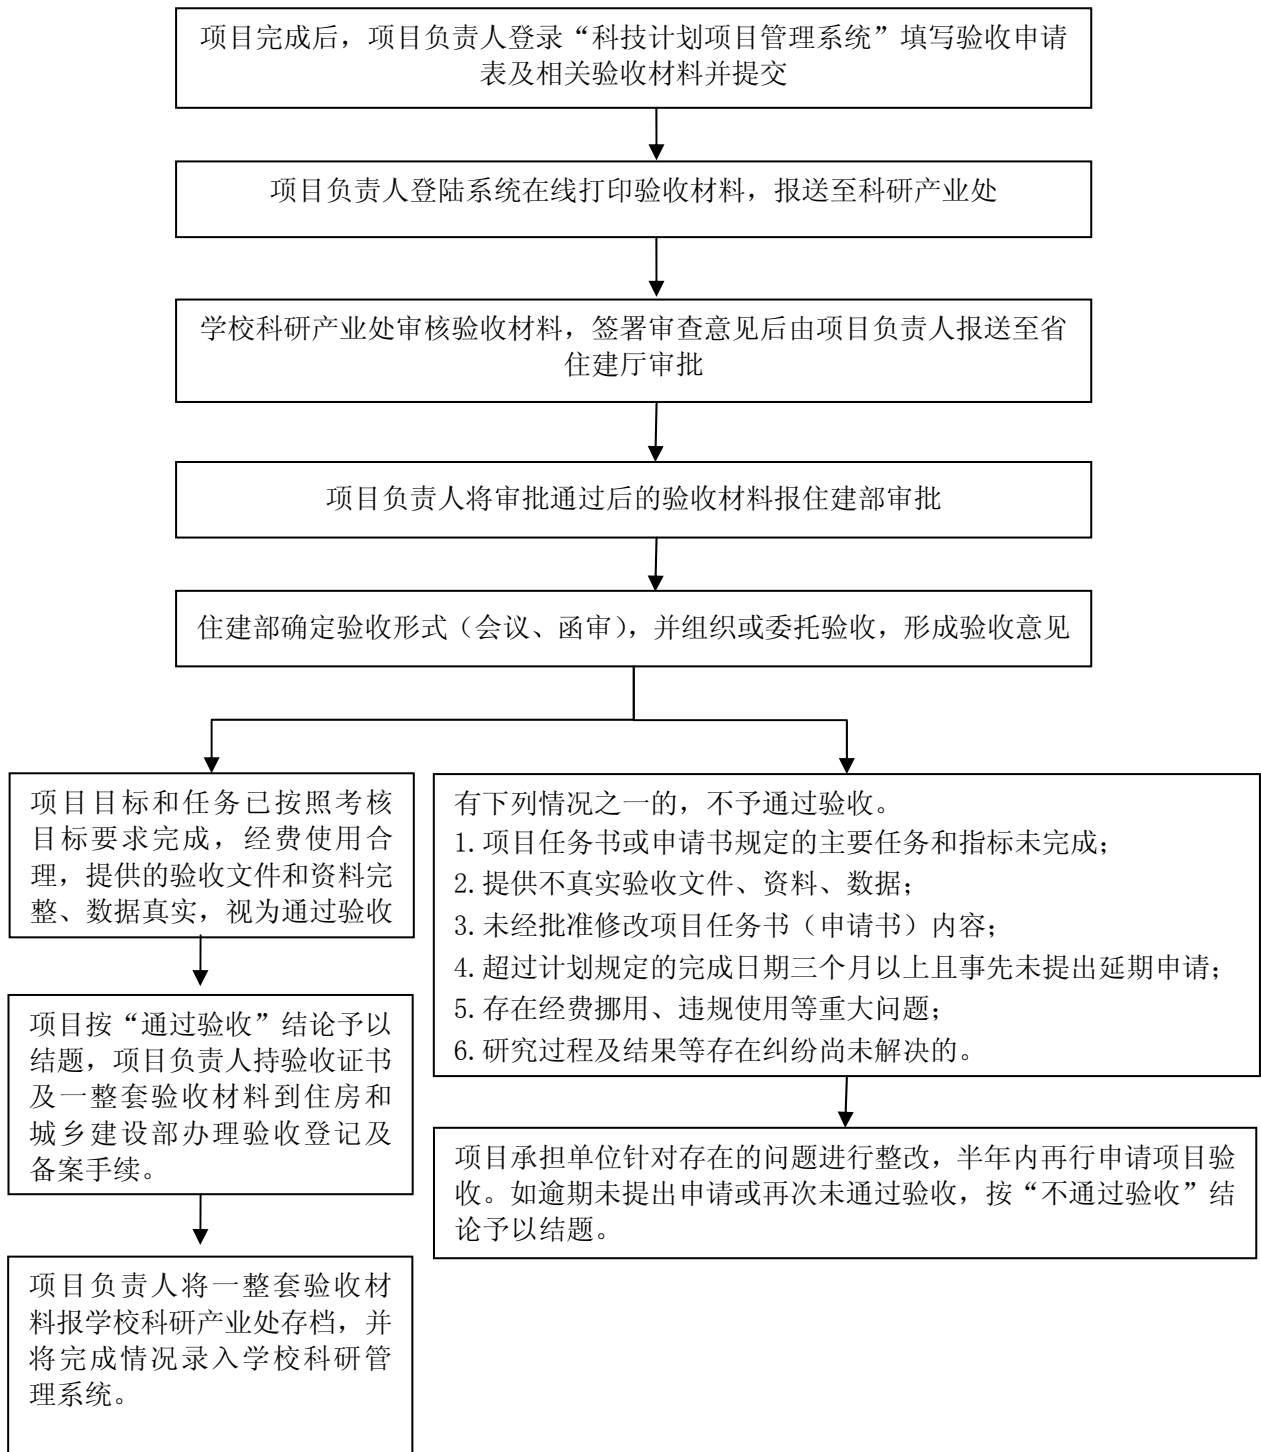 项目完成后，项目负责人登录“科技计划项目管理系统”填写验收申请
表及相关验收材料并提交
项目负责人登陆系统在线打印验收材料，报送至科研产业处
学校科研产业处审核验收材料，签署审查意见后由项目负责人报送至省
住建厅审批
项目负责人将审批通过后的验收材料报住建部审批
住建部确定验收形式（会议、函审），并组织或委托验收，形成验收意见
项目目标和任务已按照考核
目标要求完成，经费使用合
理，提供的验收文件和资料完
整、数据真实，视为通过验收
有下列情况之一的，不予通过验收。
1.项目任务书或申请书规定的主要任务和指标未完成；
2.提供不真实验收文件、资料、数据；
3.未经批准修改项目任务书（申请书）内容；
4.超过计划规定的完成日期三个月以上且事先未提出延期申请；
5.存在经费挪用、违规使用等重大问题；
6.研究过程及结果等存在纠纷尚未解决的。
项目按“通过验收”结论予以
结题，项目负责人持验收证书
及一整套验收材料到住房和
城乡建设部办理验收登记及
备案手续。
项目承担单位针对存在的问题进行整改，半年内再行申请项目验
收。如逾期未提出申请或再次未通过验收，按“不通过验收”结
论予以结题。
项目负责人将一整套验收材
料报学校科研产业处存档，并
将完成情况录入学校科研管
理系统。